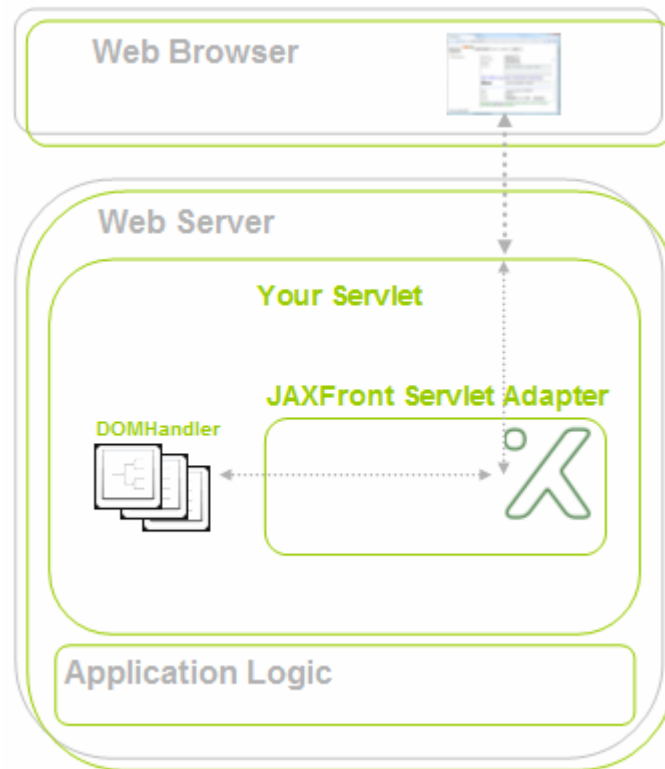 Web Browser
Web Server
Your Servlet
JAXFront Servlet Adapter
DOMHandler
Application Logic